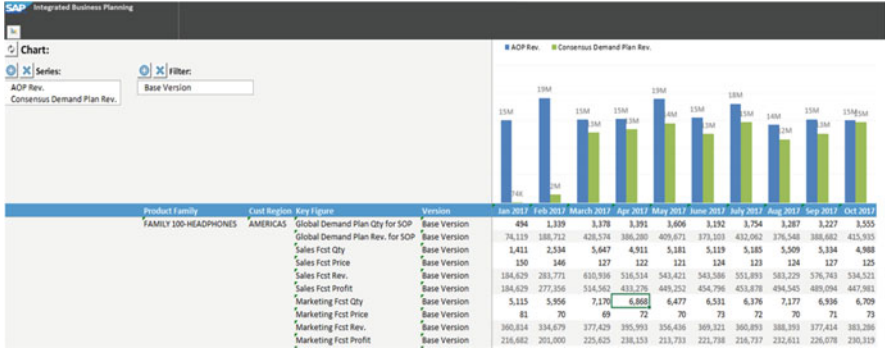 SAP Integrated Business Planning
Chart:
Series:
Filter:
AOP Rev.
Consensus Demand Plan Rev.
Base Version
AOP Rev. Consensus Demand Plan Rev.
15M 19M 15M 15M 19M 15M 18M 14M 15M 15M
74K 2M 13M 13M 14M 13M 15M 12M 13M 15M
Product Family Cust Region Key Figure Version Jan 2017 Feb 2017 March 2017 Apr 2017 May 2017 June 2017 July 2017 Aug 2017 Sep 2017 Oct 2017
FAMILY 100-HEADPHONES AMERICAS Global Demand Plan Qty for SOP Base Version 494 1,339 3,378 3,391 3,606 3,192 3,754 3,287 3,227 3,555
Global Demand Plan Rev. for SOP Base Version 74,119 188,712 428,574 386,280 409,671 373,103 432,062 376,548 388,682 415,935
Sales Fcst Qty Base Version 1,411 2,534 5,647 4,911 5,181 5,119 5,185 5,509 5,334 4,988
Sales Fcst Price Base Version 150 146 127 122 121 124 123 124 127 125
Sales Fcst Rev. Base Version 184,629 283,771 610,936 516,514 543,421 543,586 551,893 583,229 576,743 534,521
Sales Fcst Profit Base Version 184,629 277,356 514,562 433,276 449,252 454,796 453,878 494,545 489,094 447,981
Marketing Fcst Qty Base Version 5,115 5,956 7,170 6,868 6,477 6,531 6,376 7,177 6,936 6,709
Marketing Fcst Price Base Version 81 70 69 72 70 73 72 70 71 73
Marketing Fcst Rev. Base Version 360,814 334,679 377,429 395,993 356,436 369,321 360,893 388,393 377,414 383,286
Marketing Fcst Profit Base Version 216,682 201,000 225,625 238,153 213,733 221,738 216,737 232,611 226,078 230,319